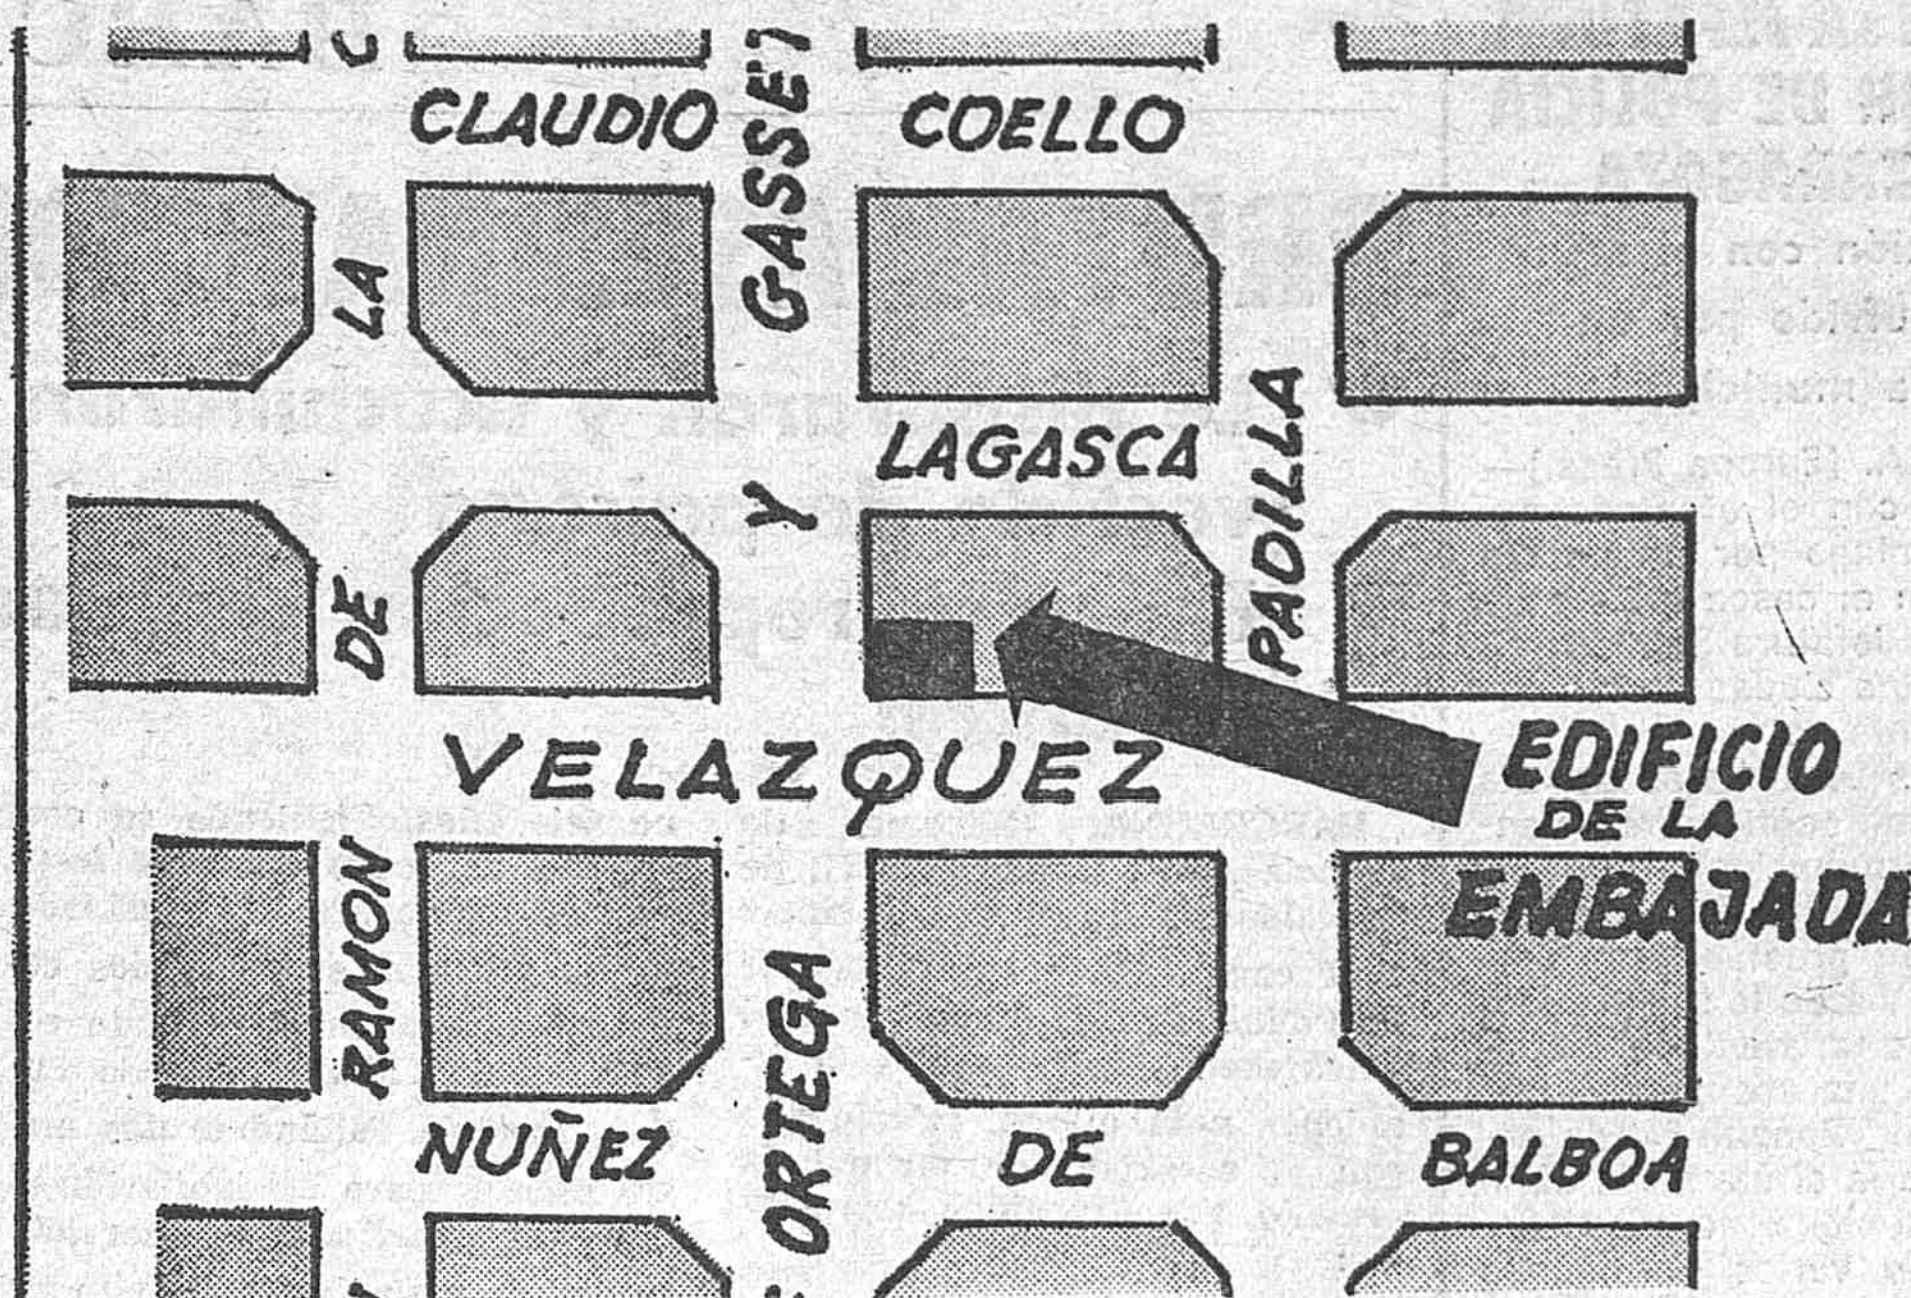 CLAUDIO COELLO
LAGASCA
VELAZQUEZ
NUÑEZ DE BALBOA
RAMON DE LA C
ORTEGA Y GASSET
PADILLA
EDIFICIO
DE LA
EMBAJADA